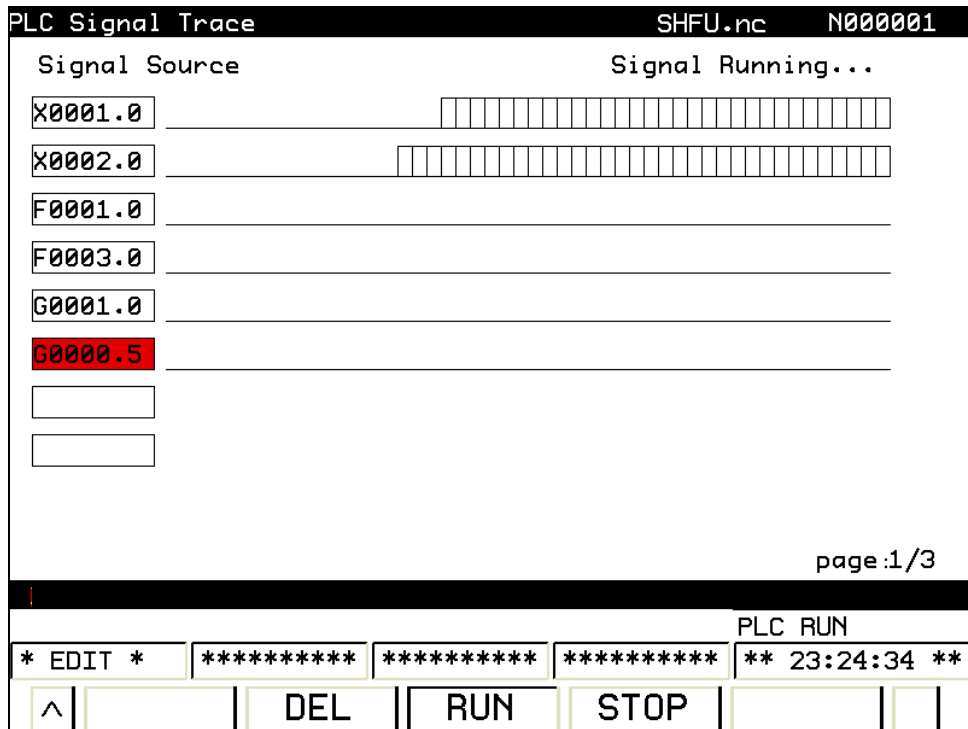 PLC Signal Trace SHFU.nc N000001
Signal Source Signal Running...
X0001.0
X0002.0
F0001.0
F0003.0
G0001.0
G0000.5
page:1/3
PLC RUN
* EDIT * ********** ********** ********** ** 23:24:34 **
^ DEL RUN STOP